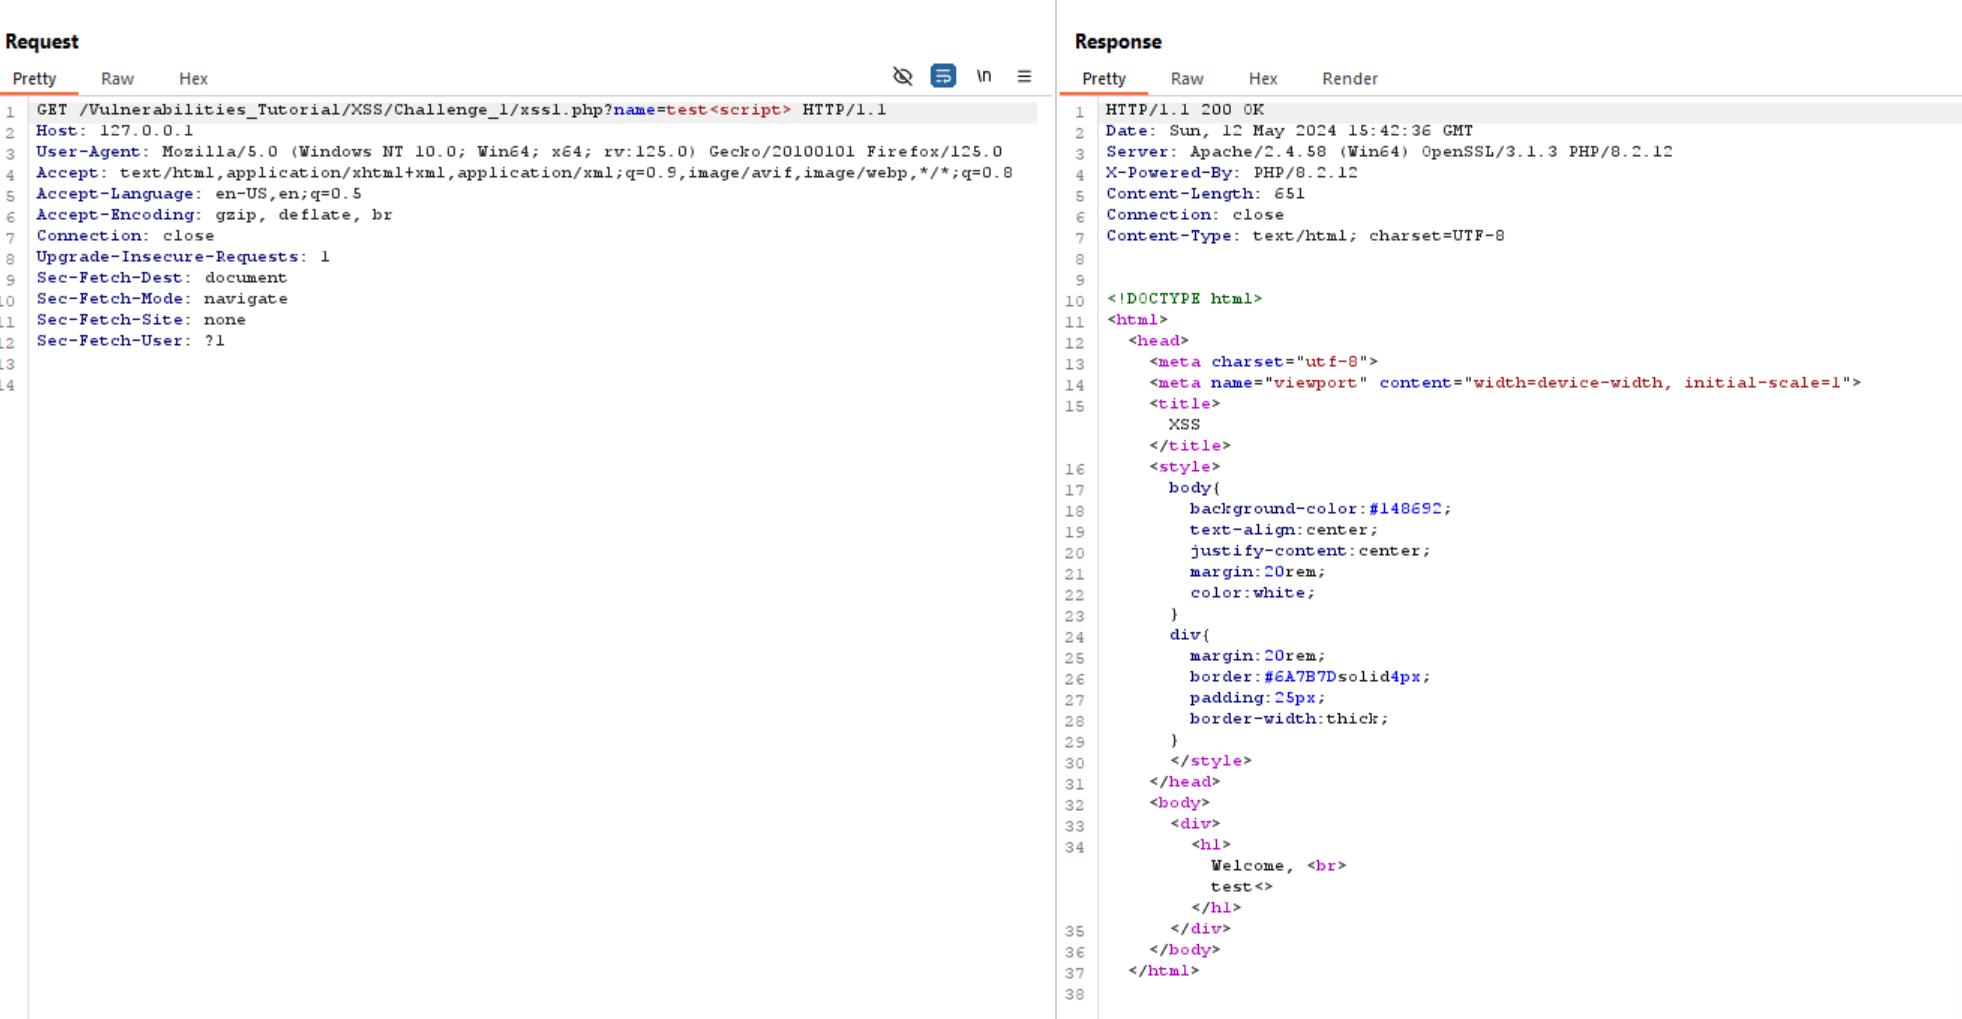 Request
Pretty Raw Hex \n
1 GET /Vulnerabilities_Tutorial/XSS/Challenge_1/xss1.php?name=test<script> HTTP/1.1
2 Host: 127.0.0.1
3 User-Agent: Mozilla/5.0 (Windows NT 10.0; Win64; x64; rv:125.0) Gecko/20100101 Firefox/125.0
4 Accept: text/html,application/xhtml+xml,application/xml;q=0.9,image/avif,image/webp,*/*;q=0.8
5 Accept-Language: en-US,en;q=0.5
6 Accept-Encoding: gzip, deflate, br
7 Connection: close
8 Upgrade-Insecure-Requests: 1
9 Sec-Fetch-Dest: document
10 Sec-Fetch-Mode: navigate
11 Sec-Fetch-Site: none
12 Sec-Fetch-User: ?1
13
14
Response
Pretty Raw Hex Render
1 HTTP/1.1 200 OK
2 Date: Sun, 12 May 2024 15:42:36 GMT
3 Server: Apache/2.4.58 (Win64) OpenSSL/3.1.3 PHP/8.2.12
4 X-Powered-By: PHP/8.2.12
5 Content-Length: 651
6 Connection: close
7 Content-Type: text/html; charset=UTF-8
8
9
10 <!DOCTYPE html>
11 <html>
12 <head>
13 <meta charset="utf-8">
14 <meta name="viewport" content="width=device-width, initial-scale=1">
15 <title>
XSS
</title>
16 <style>
17 body{
18 background-color:#148692;
19 text-align:center;
20 justify-content:center;
21 margin:20rem;
22 color:white;
23 }
24 div{
25 margin:20rem;
26 border:#6A7B7Dsolid4px;
27 padding:25px;
28 border-width:thick;
29 }
30 </style>
31 </head>
32 <body>
33 <div>
34 <h1>
Welcome, <br>
test<>
</h1>
35 </div>
36 </body>
37 </html>
38